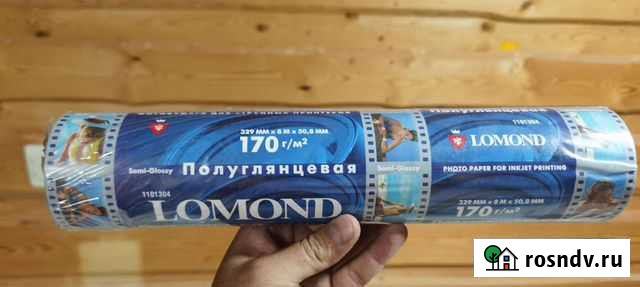 329 ММ x 8 М x 50,8 ММ
170 г/м²
Semi-Glossy
Полуглянцевая
1101304
LOMOND
Полуглянцевая
1101304
LOMOND
PHOTO PAPER FOR INKJET PRINTING
329 ММ x 8 М x 50,8 ММ
170 г/м²
rosndv.ru